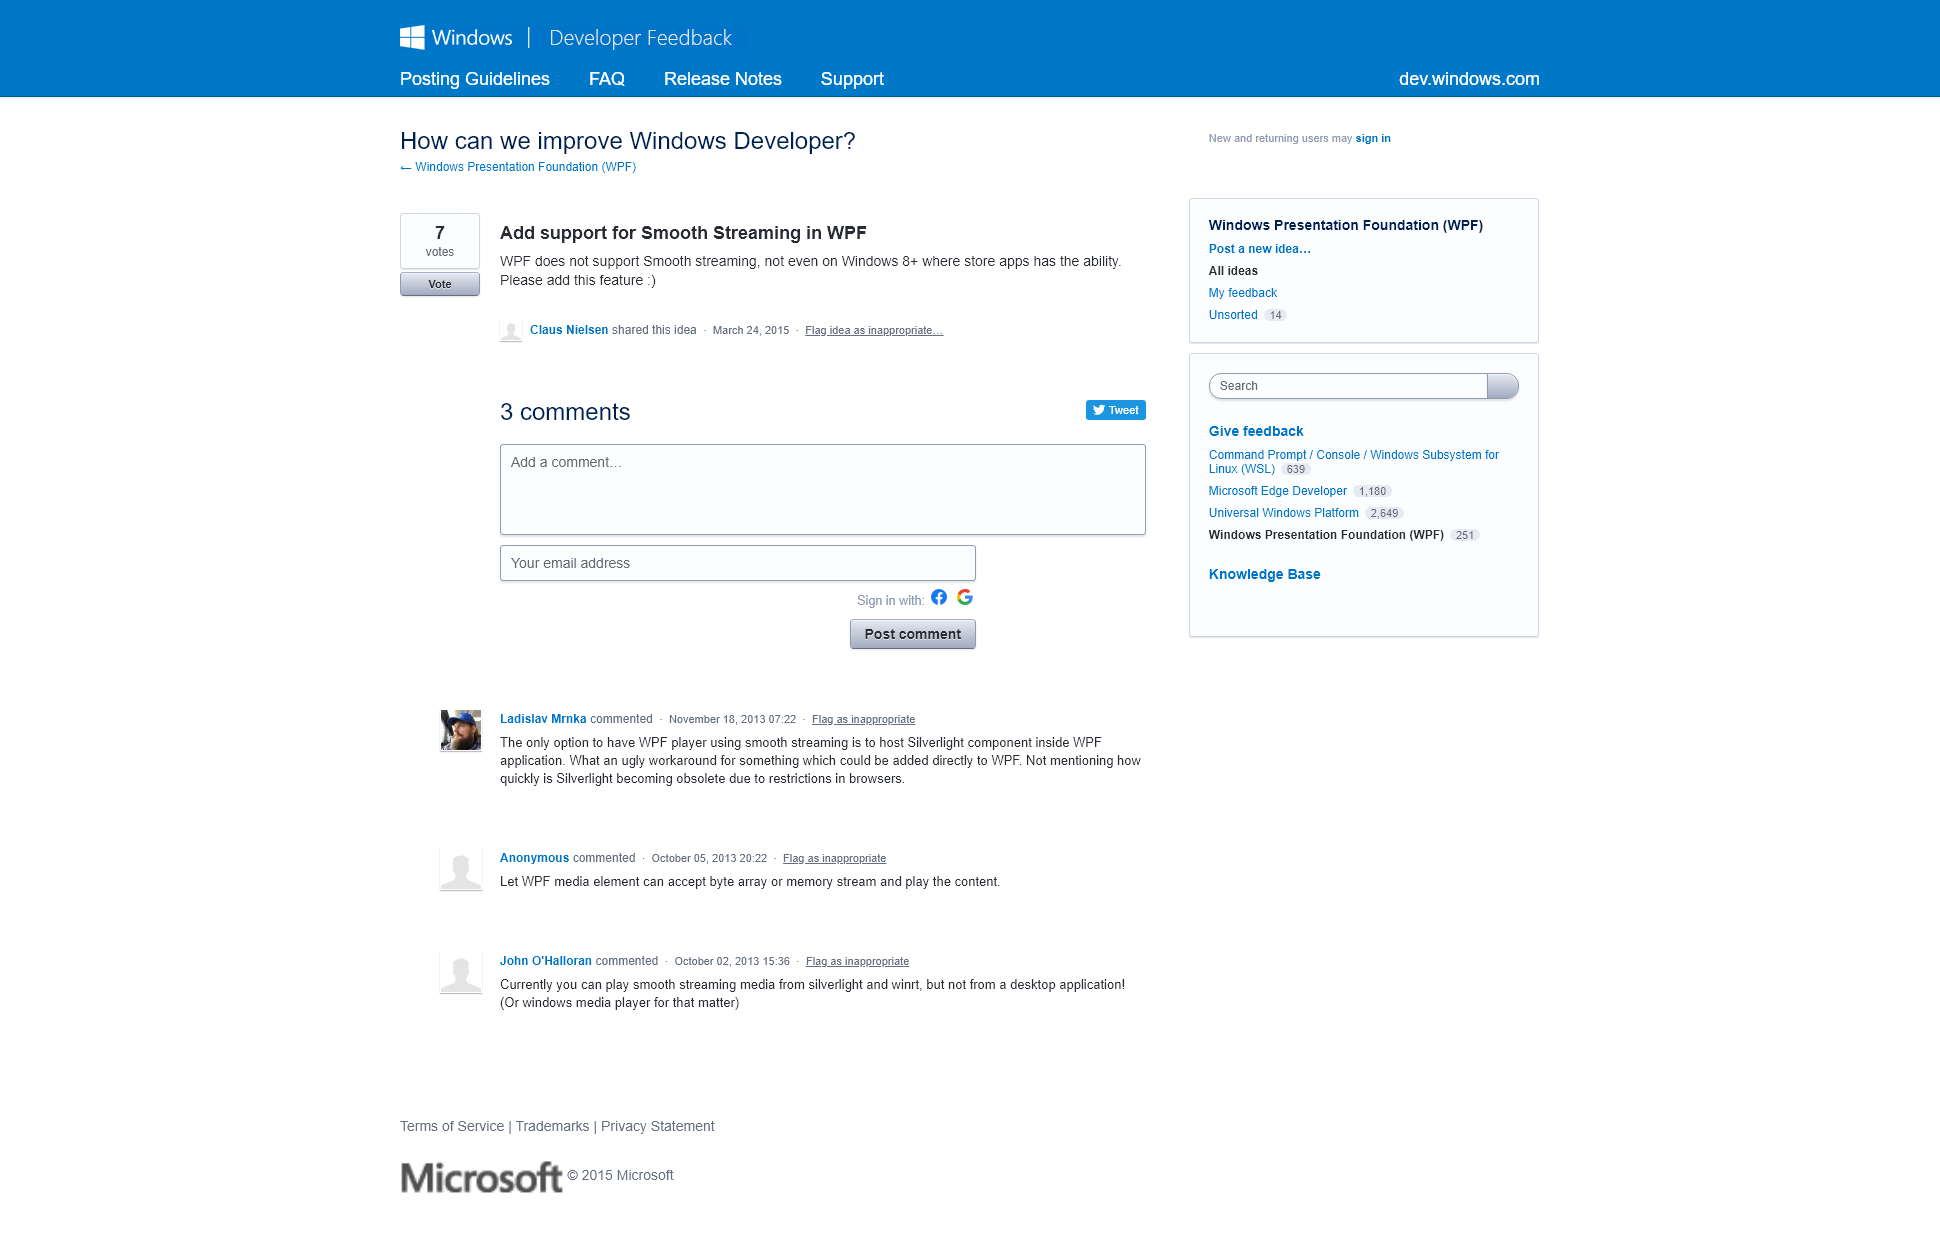 Windows | Developer Feedback
Posting Guidelines FAQ Release Notes Support dev.windows.com
How can we improve Windows Developer?
← Windows Presentation Foundation (WPF)
New and returning users may sign in
7
votes
Vote
Add support for Smooth Streaming in WPF
WPF does not support Smooth streaming, not even on Windows 8+ where store apps has the ability.
Please add this feature :)
Claus Nielsen shared this idea · March 24, 2015 · Flag idea as inappropriate…
3 comments
Tweet
Add a comment…
Your email address
Sign in with:
Post comment
Ladislav Mrnka commented · November 18, 2013 07:22 · Flag as inappropriate
The only option to have WPF player using smooth streaming is to host Silverlight component inside WPF
application. What an ugly workaround for something which could be added directly to WPF. Not mentioning how
quickly is Silverlight becoming obsolete due to restrictions in browsers.
Anonymous commented · October 05, 2013 20:22 · Flag as inappropriate
Let WPF media element can accept byte array or memory stream and play the content.
John O'Halloran commented · October 02, 2013 15:36 · Flag as inappropriate
Currently you can play smooth streaming media from silverlight and winrt, but not from a desktop application!
(Or windows media player for that matter)
Windows Presentation Foundation (WPF)
Post a new idea…
All ideas
My feedback
Unsorted 14
Search
Give feedback
Command Prompt / Console / Windows Subsystem for
Linux (WSL) 639
Microsoft Edge Developer 1,180
Universal Windows Platform 2,649
Windows Presentation Foundation (WPF) 251
Knowledge Base
Terms of Service | Trademarks | Privacy Statement
Microsoft © 2015 Microsoft